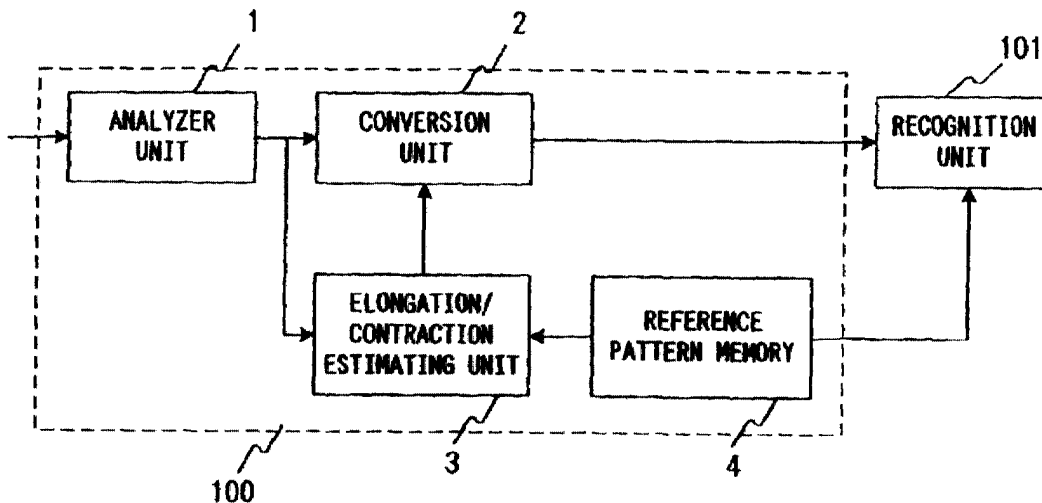 1
2
101
ANALYZER
UNIT
CONVERSION
UNIT
RECOGNITION
UNIT
ELONGATION/
CONTRACTION
ESTIMATING UNIT
REFERENCE
PATTERN MEMORY
3
4
100